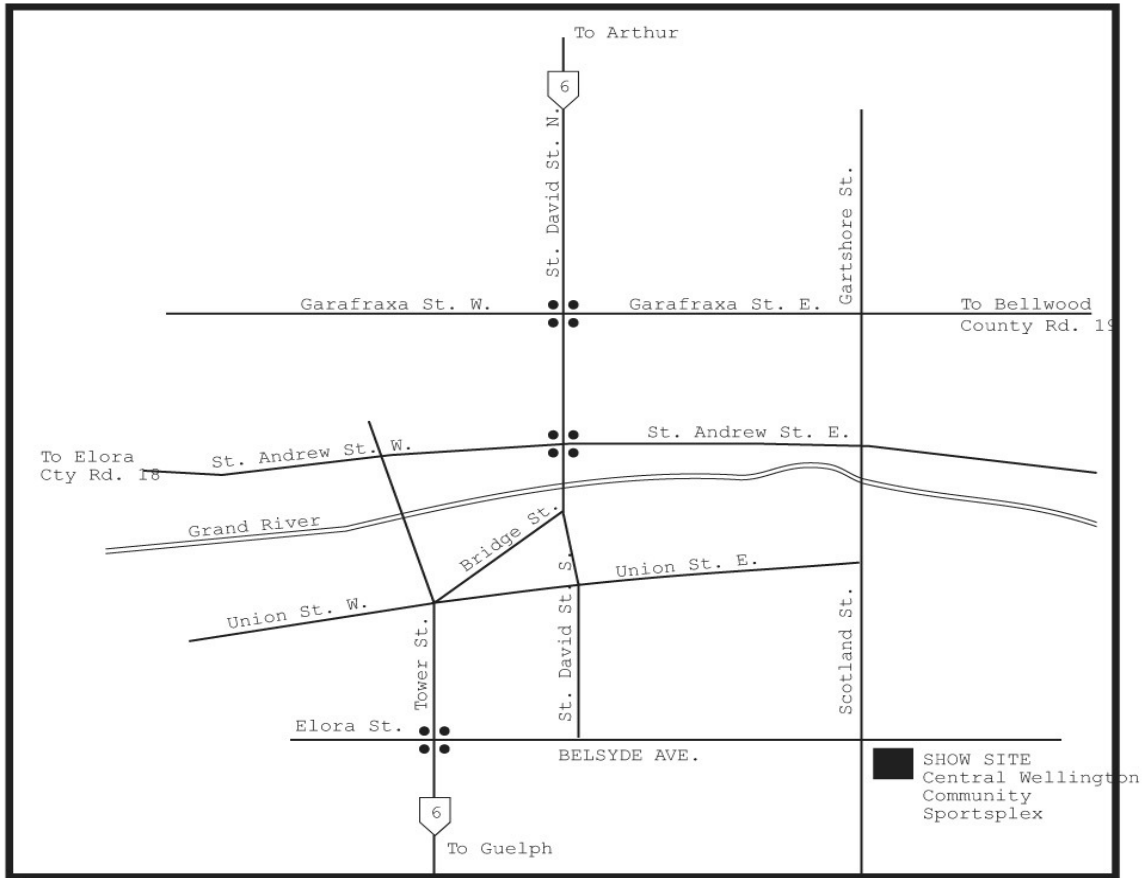 To Arthur
6
St. David St. N.
Gartshore St.
Garafraxa St. W.
Garafraxa St. E.
To Bellwood
County Rd. 19
St. Andrew St. W.
St. Andrew St. E.
To Elora
Cty Rd. 18
Grand River
Bridge St.
Union St. W.
Union St. E.
Tower St.
St. David St. S.
Scotland St.
Elora St.
BELSYDE AVE.
SHOW SITE
Central Wellington
Community
Sportsplex
6
To Guelph